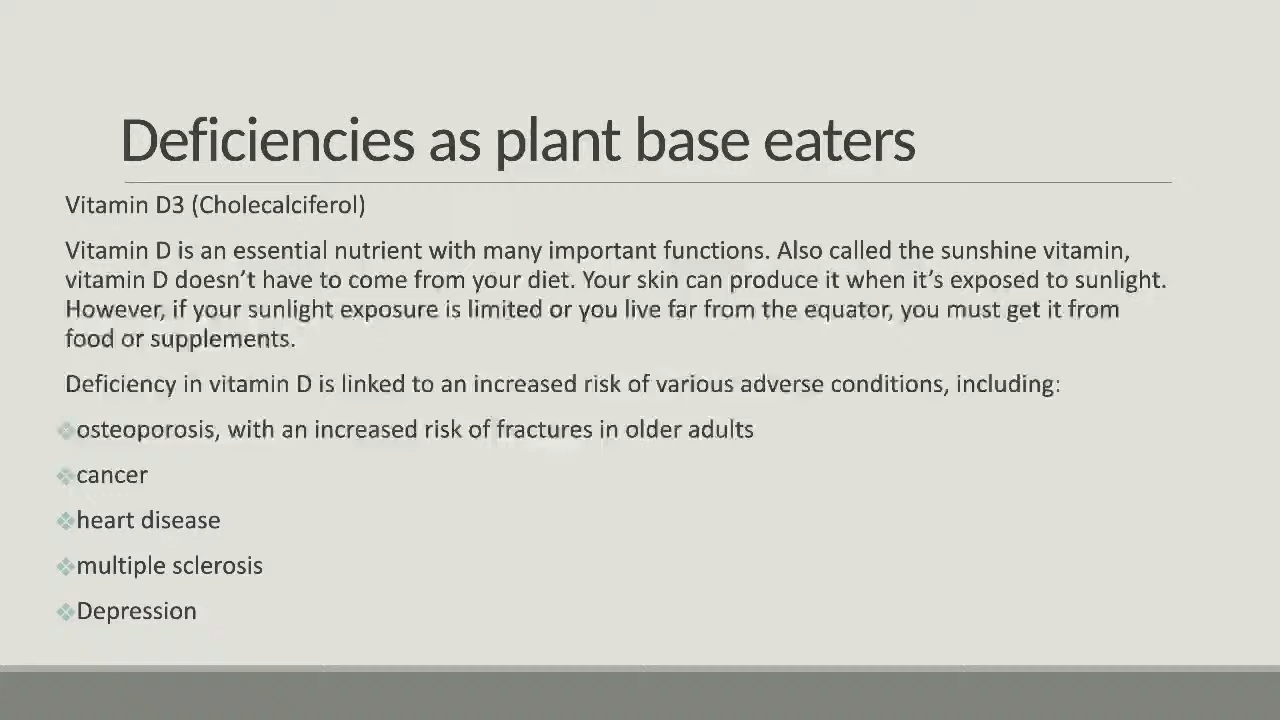 Deficiencies as plant base eaters
Vitamin D3 (Cholecalciferol)
Vitamin D is an essential nutrient with many important functions. Also called the sunshine vitamin,
vitamin D doesn’t have to come from your diet. Your skin can produce it when it’s exposed to sunlight.
However, if your sunlight exposure is limited or you live far from the equator, you must get it from
food or supplements.
Deficiency in vitamin D is linked to an increased risk of various adverse conditions, including:
❖osteoporosis, with an increased risk of fractures in older adults
❖cancer
❖heart disease
❖multiple sclerosis
❖Depression